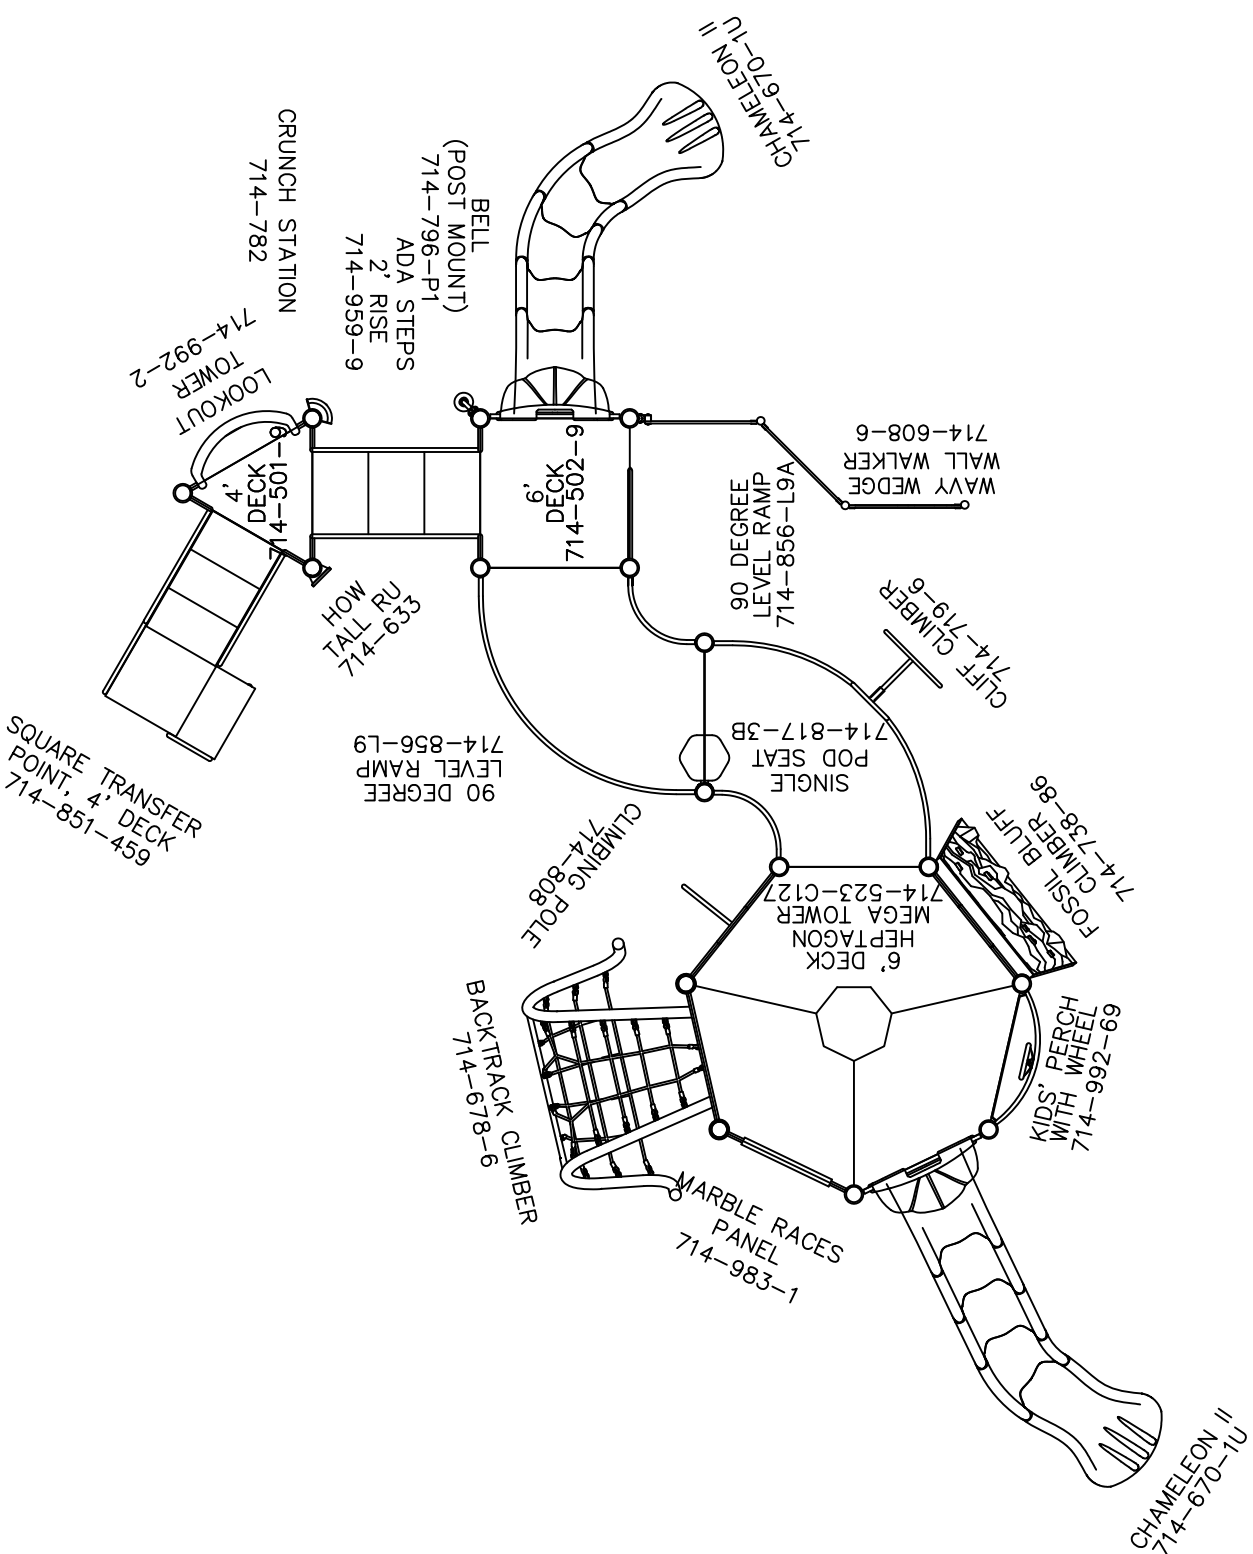 CHAMELEON II
714-670-1U
CRUNCH STATION
714-782
BELL
(POST MOUNT)
714-796-P1
ADA STEPS
2' RISE
714-959-9
LOOKOUT
TOWER
714-992-2
4'
DECK
714-501-9
6'
DECK
714-502-9
WAVY WEDGE
WALL WALKER
714-608-6
90 DEGREE
LEVEL RAMP
714-856-L9A
HOW
TALL RU
714-633
CLIFF CLIMBER
714-719-6
SQUARE TRANSFER
POINT, 4' DECK
714-851-459
90 DEGREE
LEVEL RAMP
714-856-L9
SINGLE
POD SEAT
714-817-3B
CLIMBING POLE
714-808
FOSSIL BLUFF
CLIMBER
714-738-86
6' DECK
HEPTAGON
MEGA TOWER
714-523-C127
BACKTRACK CLIMBER
714-678-6
KIDS' PERCH
WITH WHEEL
714-992-69
MARBLE RACES
PANEL
714-983-1
CHAMELEON II
714-670-1U